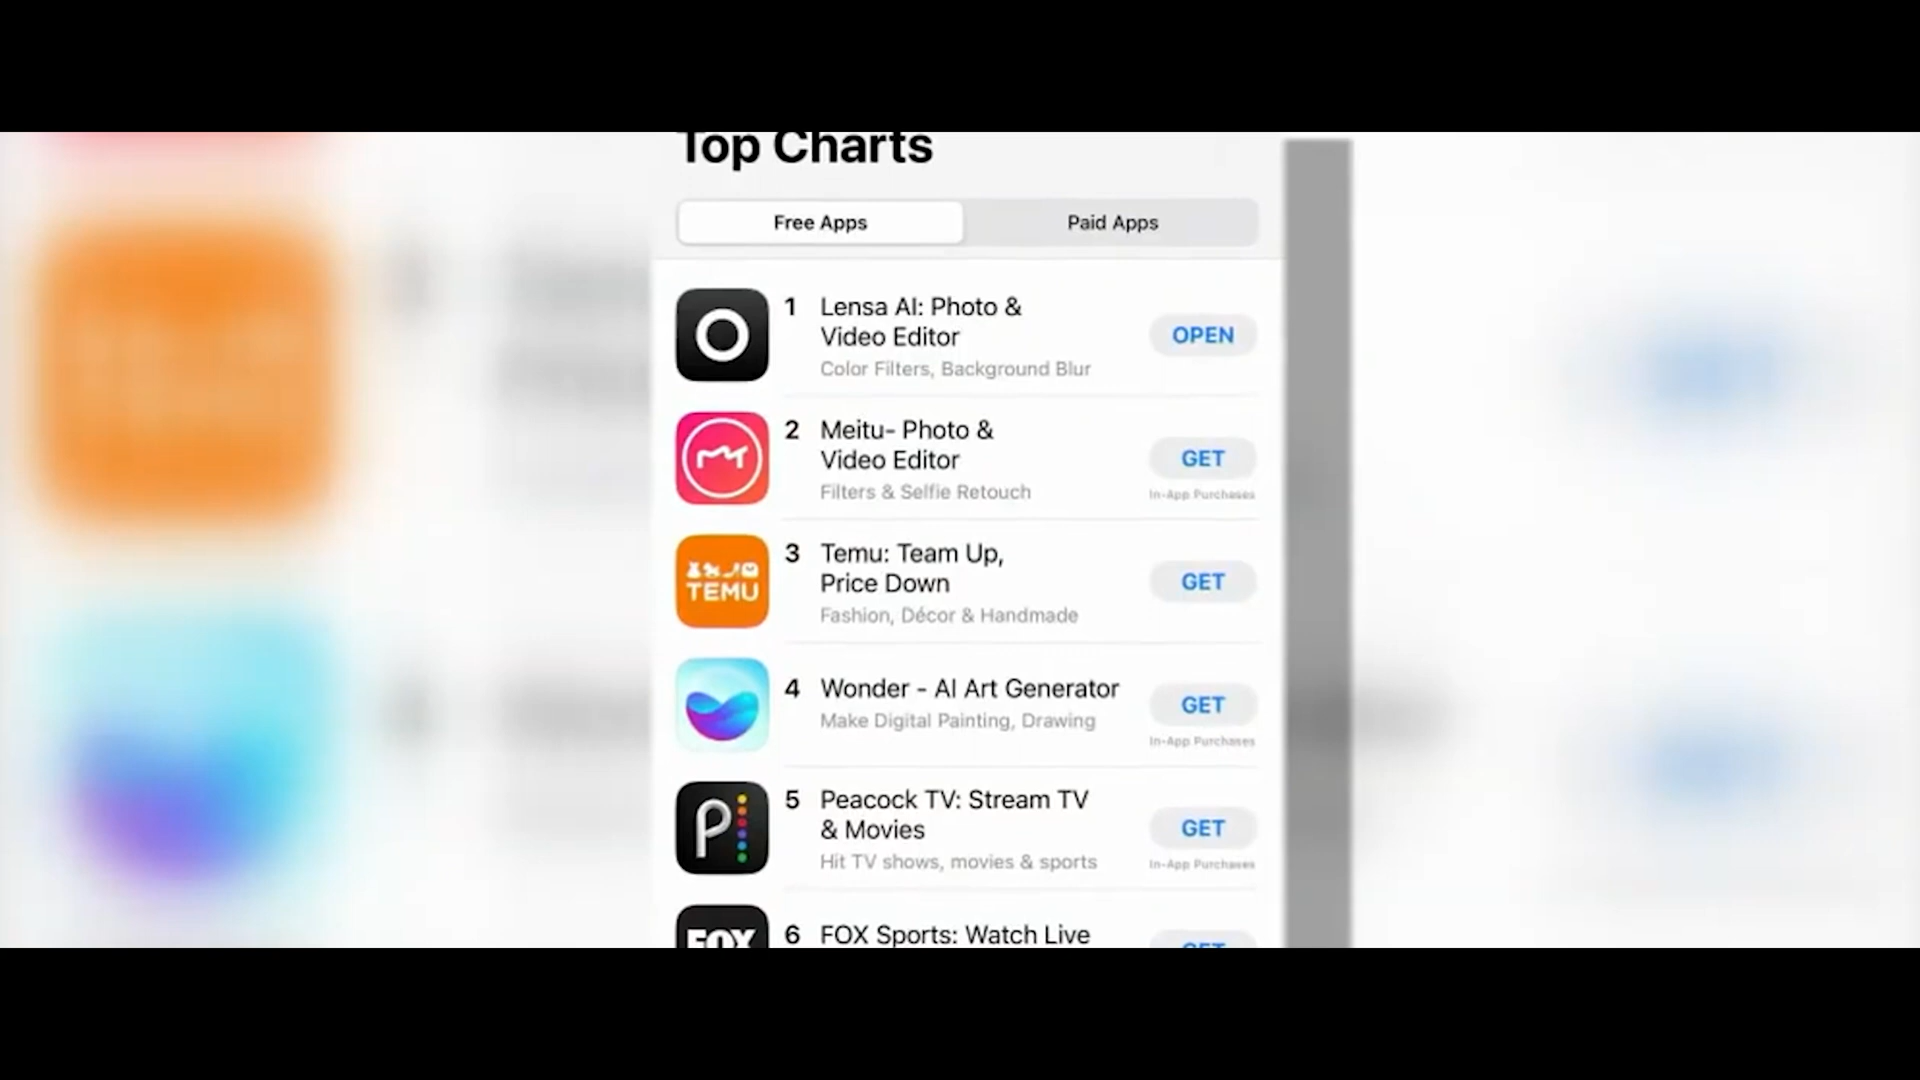 Top Charts
Free Apps
Paid Apps
1
Lensa AI: Photo &
Video Editor
Color Filters, Background Blur
OPEN
2
Meitu- Photo &
Video Editor
Filters & Selfie Retouch
GET
In-App Purchases
TEMU
3
Temu: Team Up,
Price Down
Fashion, Décor & Handmade
GET
4
Wonder - AI Art Generator
Make Digital Painting, Drawing
GET
In-App Purchases
5
Peacock TV: Stream TV
& Movies
Hit TV shows, movies & sports
GET
In-App Purchases
FOX
6
FOX Sports: Watch Live
GET